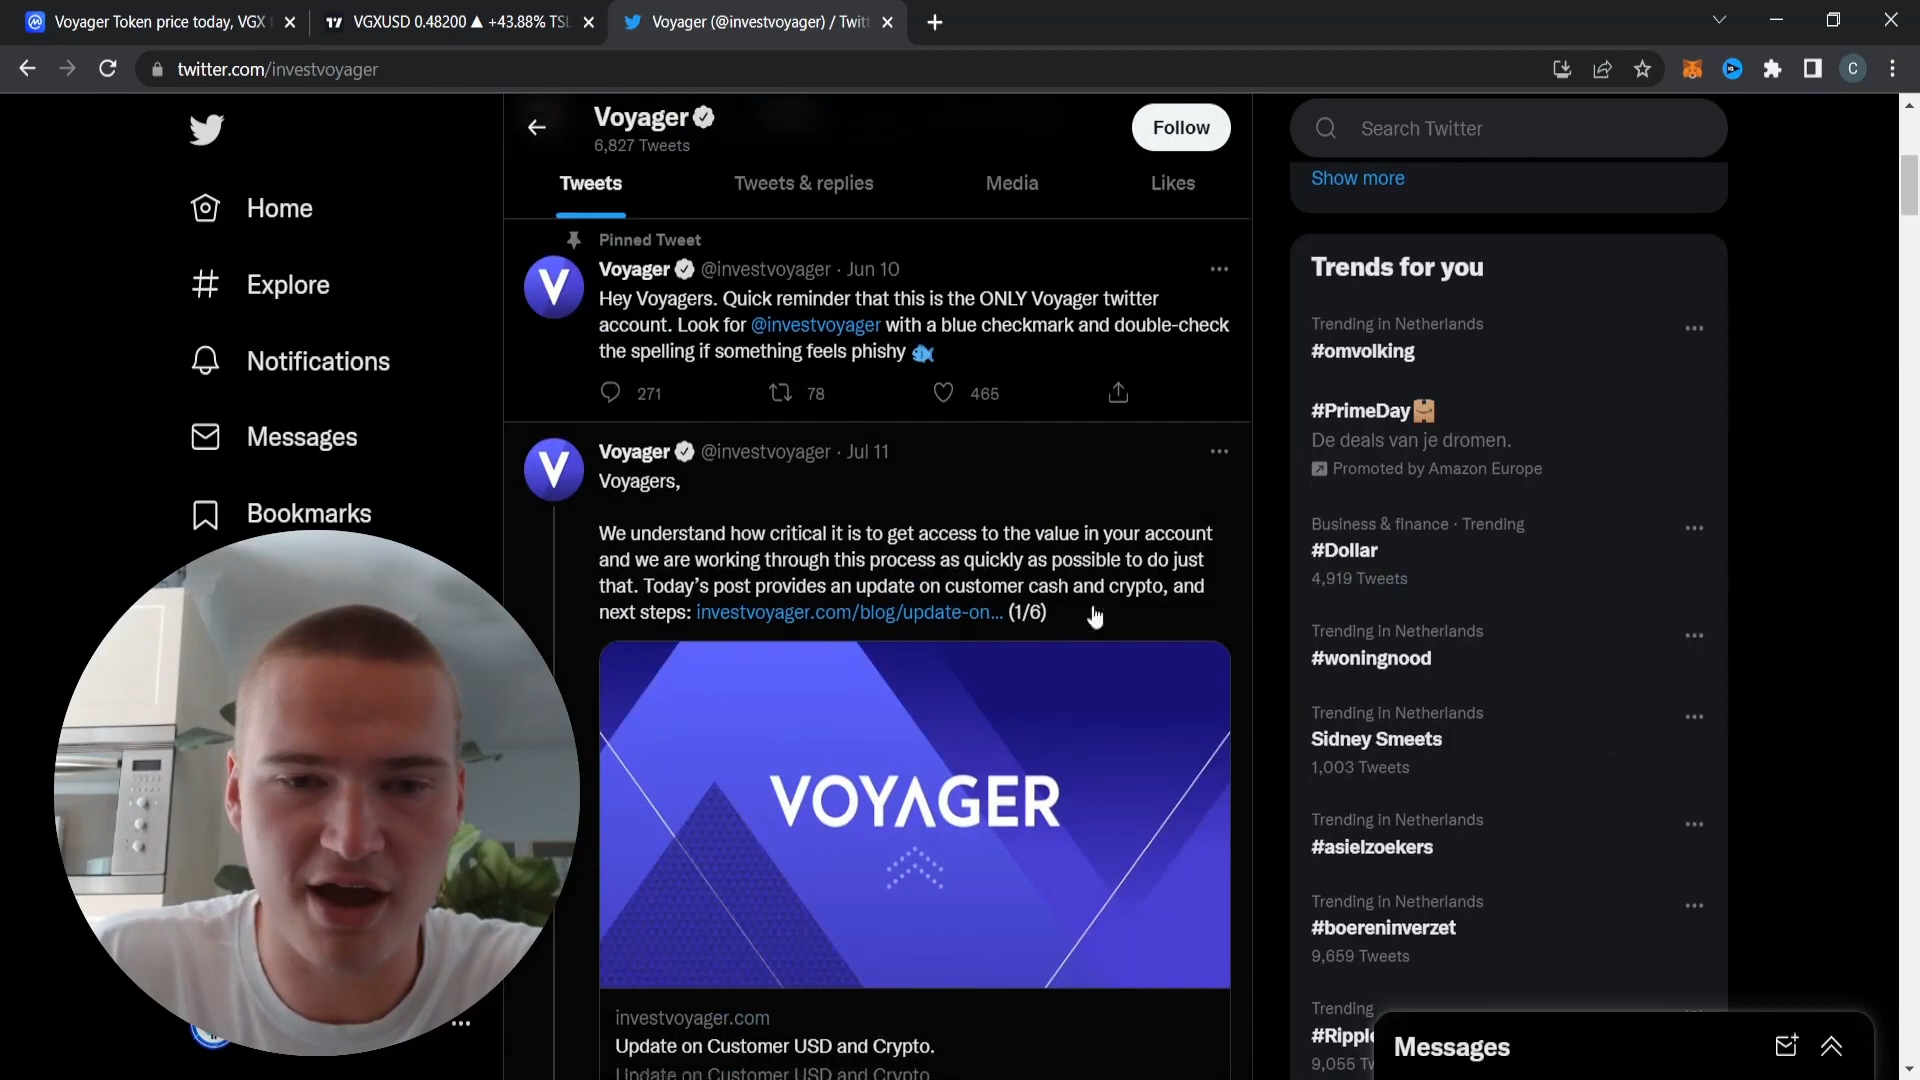 Voyager Token price today, VGX t
VGXUSD 0.48200 ▲ +43.88% TSL
Voyager (@investvoyager) / Twitt
twitter.com/investvoyager
C
Home
Explore
Notifications
Messages
Bookmarks
Voyager
6,827 Tweets
Follow
Tweets
Tweets & replies
Media
Likes
Pinned Tweet
Voyager @investvoyager · Jun 10
Hey Voyagers. Quick reminder that this is the ONLY Voyager twitter
account. Look for @investvoyager with a blue checkmark and double-check
the spelling if something feels phishy 🐟
271
78
465
Voyager @investvoyager · Jul 11
Voyagers,
We understand how critical it is to get access to the value in your account
and we are working through this process as quickly as possible to do just
that. Today's post provides an update on customer cash and crypto, and
next steps: investvoyager.com/blog/update-on... (1/6)
VOYAGER
investvoyager.com
Update on Customer USD and Crypto.
Update on Customer USD and Crypto
Search Twitter
Show more
Trends for you
Trending in Netherlands
#omvolking
#PrimeDay
De deals van je dromen.
Promoted by Amazon Europe
Business & finance · Trending
#Dollar
4,919 Tweets
Trending in Netherlands
#woningnood
Trending in Netherlands
Sidney Smeets
1,003 Tweets
Trending in Netherlands
#asielzoekers
Trending in Netherlands
#boereninverzet
9,659 Tweets
Trending
#Ripple
9,055 Tw
Messages